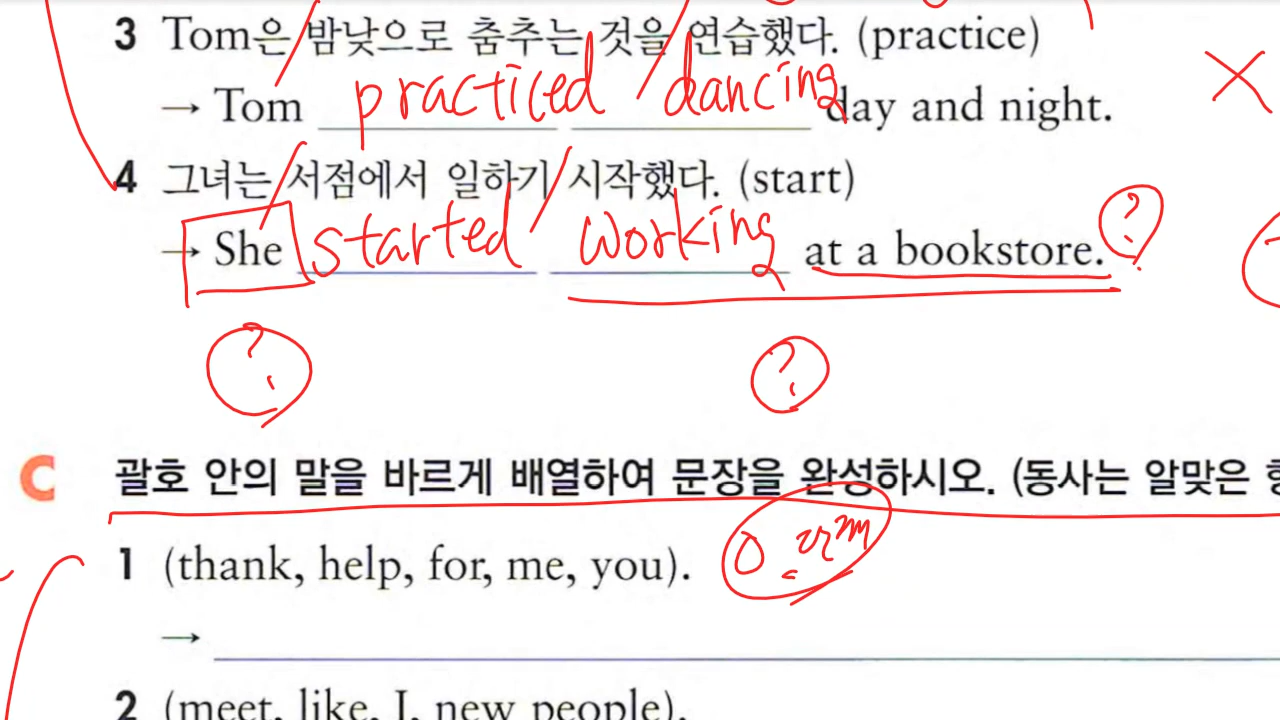 3 Tom은 밤낮으로 춤추는 것을 연습했다. (practice)
→ Tom practiced dancing day and night.
4 그녀는 서점에서 일하기 시작했다. (start)
→ She started working at a bookstore. ?
? ?
C 괄호 안의 말을 바르게 배열하여 문장을 완성하시오. (동사는 알맞은
1 (thank, help, for, me, you).
→
2 (meet, like, I, new people).